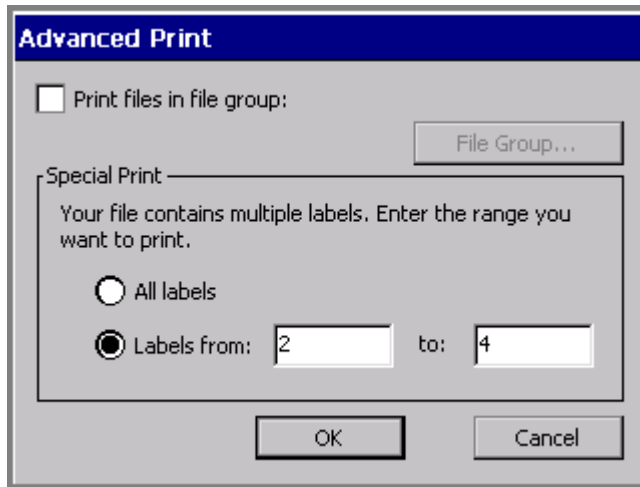 Advanced Print
Print files in file group:
File Group...
Special Print
Your file contains multiple labels. Enter the range you
want to print.
All labels
Labels from: 2 to: 4
OK Cancel